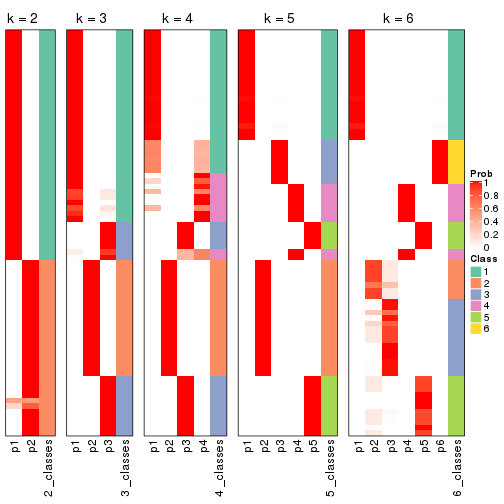 k = 2
k = 3
k = 4
k = 5
k = 6
Prob
1
0.8
0.6
0.4
0.2
0
Class
1
2
3
4
5
6
p1
p2
2_classes
p1
p2
p3
3_classes
p1
p2
p3
p4
4_classes
p1
p2
p3
p4
p5
5_classes
p1
p2
p3
p4
p5
p6
6_classes